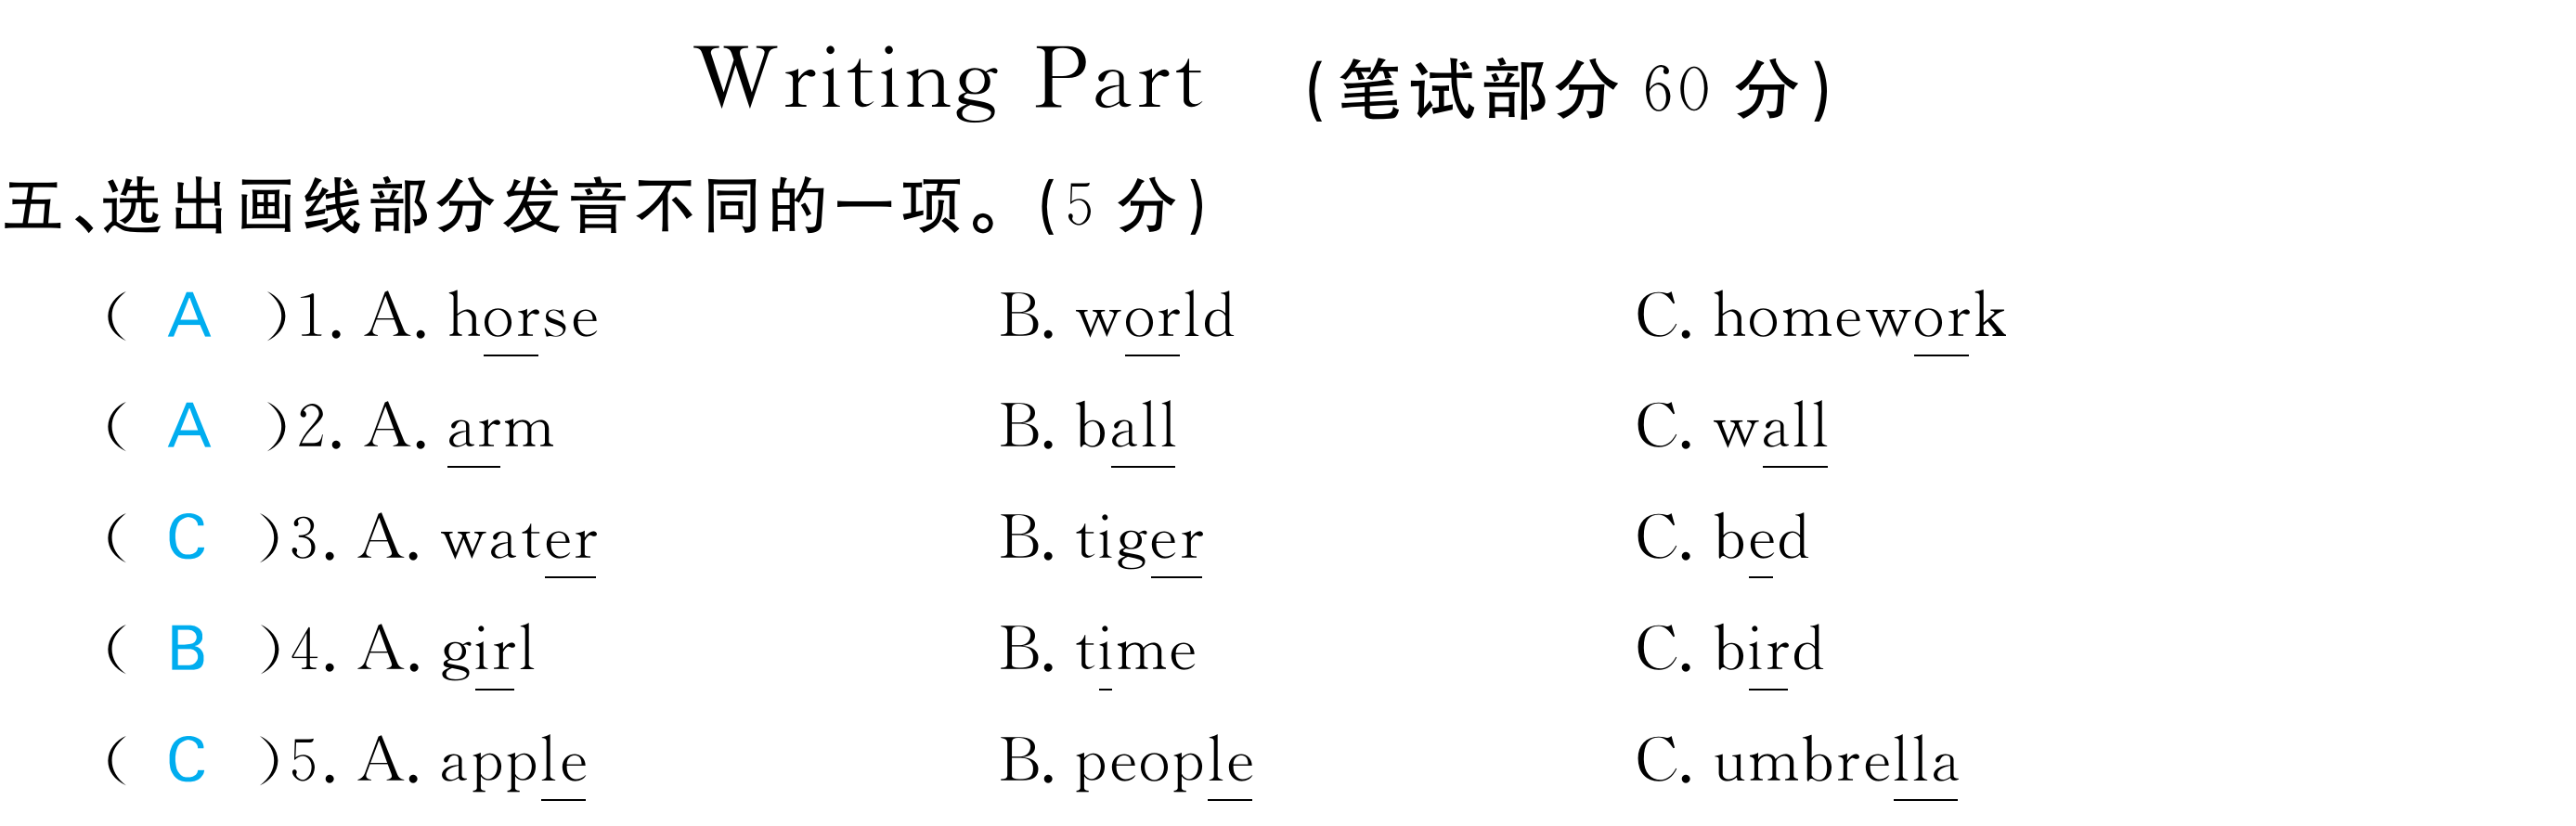 Writing Part (笔试部分 60 分)
五、选出画线部分发音不同的一项。(5 分)
( A )1. A. horse B. world C. homework
( A )2. A. arm B. ball C. wall
( C )3. A. water B. tiger C. bed
( B )4. A. girl B. time C. bird
( C )5. A. apple B. people C. umbrella